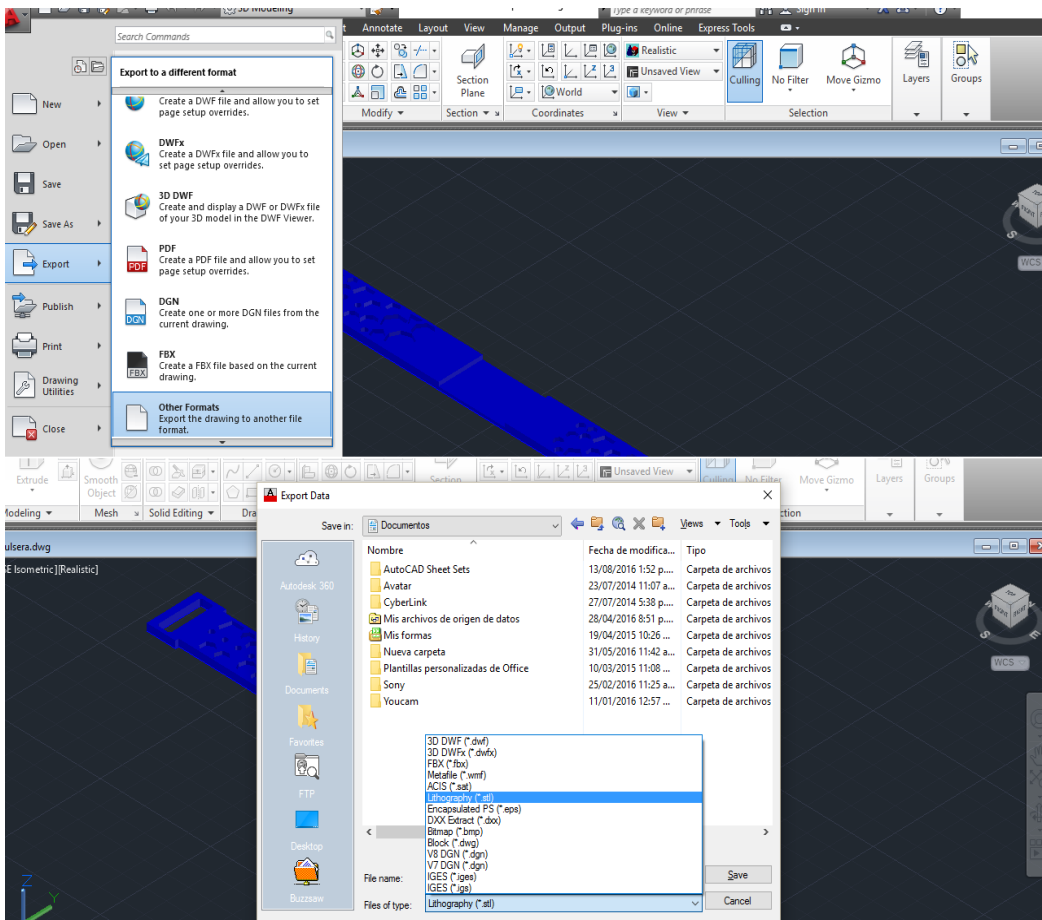 3D Modeling
Type a keyword or phrase
Sign In
Search Commands
Annotate Layout View Manage Output Plug-ins Online Express Tools
Export to a different format
Create a DWF file and allow you to set
page setup overrides.
DWFx
Create a DWFx file and allow you to
set page setup overrides.
3D DWF
Create and display a DWF or DWFx file
of your 3D model in the DWF Viewer.
PDF
Create a PDF file and allow you to set
page setup overrides.
DGN
Create one or more DGN files from the
current drawing.
FBX
Create a FBX file based on the current
drawing.
Other Formats
Export the drawing to another file
format.
New
Open
Save
Save As
Export
Publish
Print
Drawing
Utilities
Close
Section
Plane
Realistic
Unsaved View
World
Culling
No Filter
Move Gizmo
Layers
Groups
Modify
Section
Coordinates
View
Selection
WCS
Extrude
Smooth
Object
Section
Unsaved View
Culling
No Filter
Move Gizmo
Layers
Groups
Modeling
Mesh
Solid Editing
Dra
ction
ulsera.dwg
SE Isometric][Realistic]
WCS
Export Data
Save in:
Documentos
Views
Tools
Autodesk 360
History
Documents
Favorites
FTP
Desktop
Buzzsaw
Nombre Fecha de modifica... Tipo
AutoCAD Sheet Sets 13/08/2016 1:52 p.... Carpeta de archivos
Avatar 23/07/2014 11:07 a... Carpeta de archivos
CyberLink 27/07/2014 5:38 p.... Carpeta de archivos
Mis archivos de origen de datos 28/04/2016 8:51 p.... Carpeta de archivos
Mis formas 19/04/2015 10:26 ... Carpeta de archivos
Nueva carpeta 31/05/2016 11:42 a... Carpeta de archivos
Plantillas personalizadas de Office 10/03/2015 11:08 ... Carpeta de archivos
Sony 25/02/2016 11:25 a... Carpeta de archivos
Youcam 11/01/2016 12:57 ... Carpeta de archivos
3D DWF (*.dwf)
3D DWFx (*.dwfx)
FBX (*.fbx)
Metafile (*.wmf)
ACIS (*.sat)
Lithography (*.stl)
Encapsulated PS (*.eps)
DXX Extract (*.dxx)
Bitmap (*.bmp)
Block (*.dwg)
V8 DGN (*.dgn)
V7 DGN (*.dgn)
IGES (*.iges)
IGES (*.igs)
File name:
Save
Files of type:
Lithography (*.stl)
Cancel
Z
Y